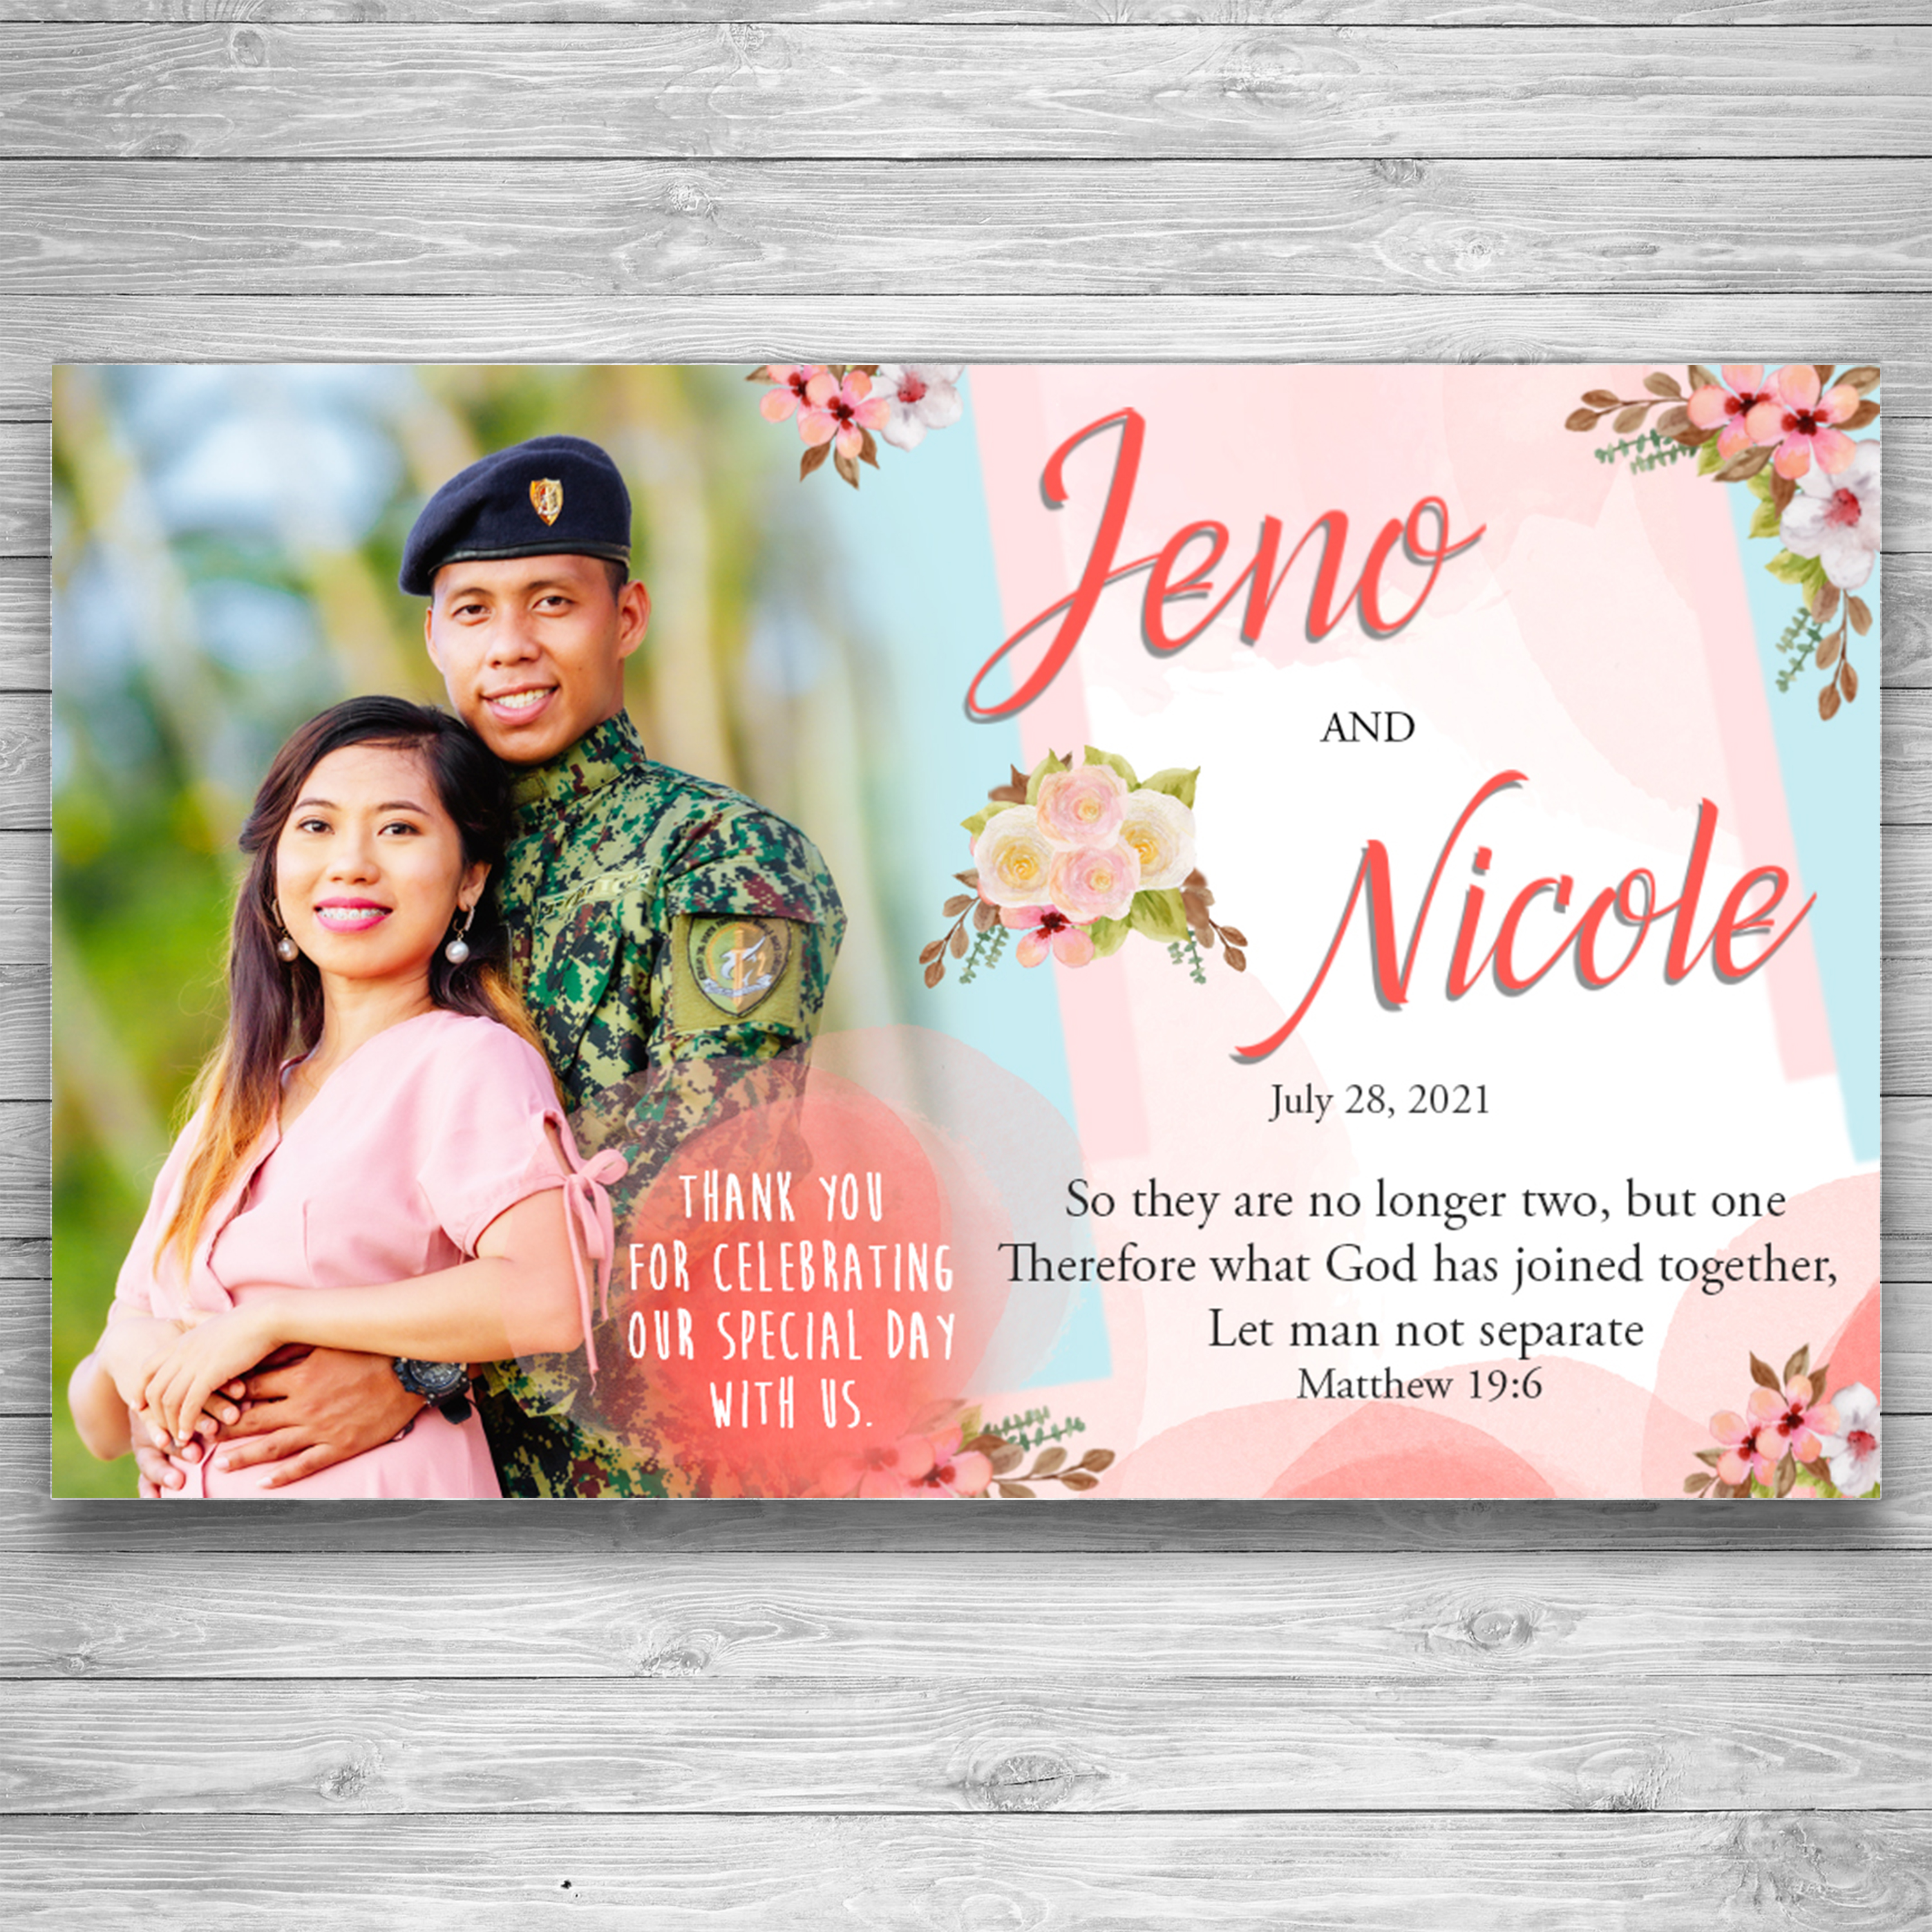 Jeno
AND
Nicole
July 28, 2021
So they are no longer two, but one
Therefore what God has joined together,
Let man not separate
Matthew 19:6
THANK YOU
FOR CELEBRATING
OUR SPECIAL DAY
WITH US.